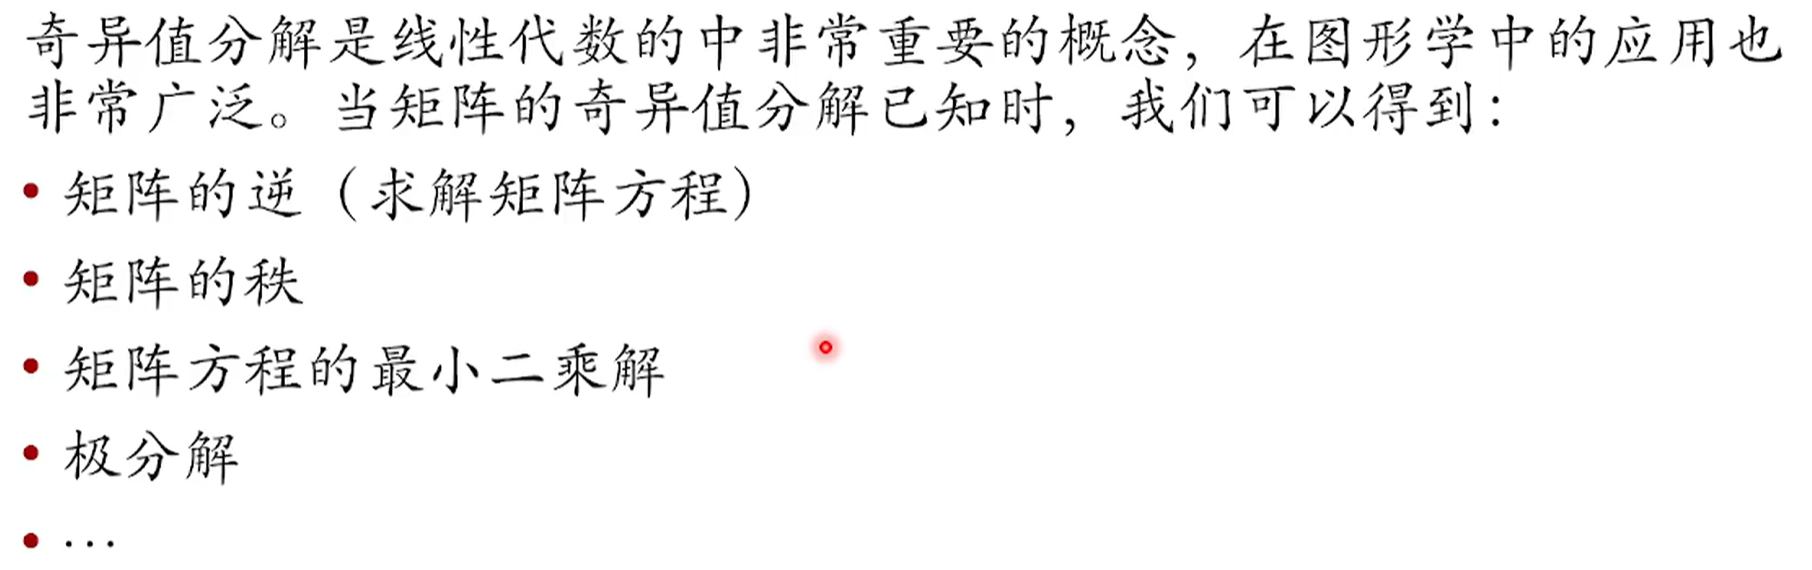 奇异值分解是线性代数的中非常重要的概念，在图形学中的应用也
非常广泛。当矩阵的奇异值分解已知时，我们可以得到：
• 矩阵的逆（求解矩阵方程）
• 矩阵的秩
• 矩阵方程的最小二乘解
• 极分解
• …